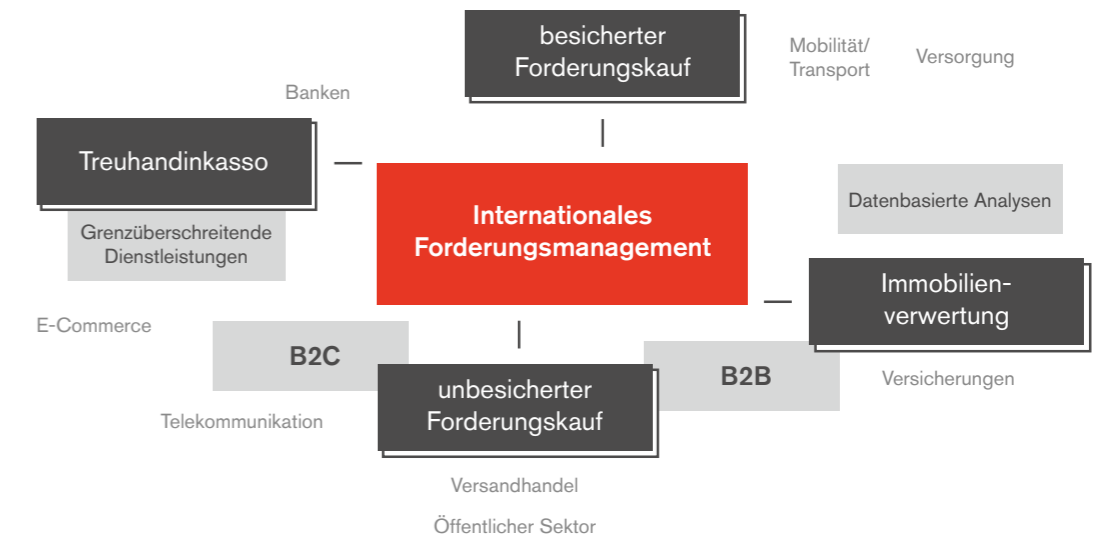 besicherter
Forderungskauf
Mobilität/
Transport
Versorgung
Banken
Treuhandinkasso
Grenzüberschreitende
Dienstleistungen
Internationales
Forderungsmanagement
Datenbasierte Analysen
Immobilien-
verwertung
E-Commerce
B2C
unbesicherter
Forderungskauf
B2B
Versicherungen
Telekommunikation
Versandhandel
Öffentlicher Sektor